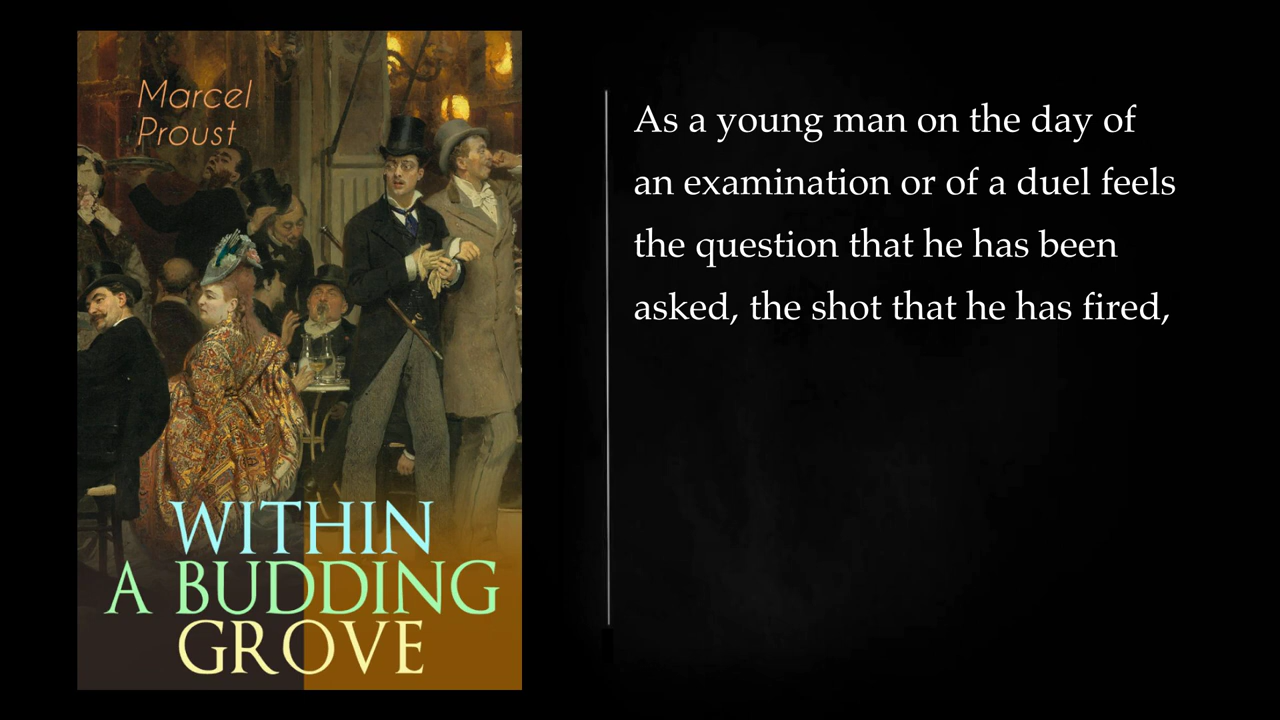 Marcel
Proust
WITHIN
A BUDDING
GROVE
As a young man on the day of
an examination or of a duel feels
the question that he has been
asked, the shot that he has fired,